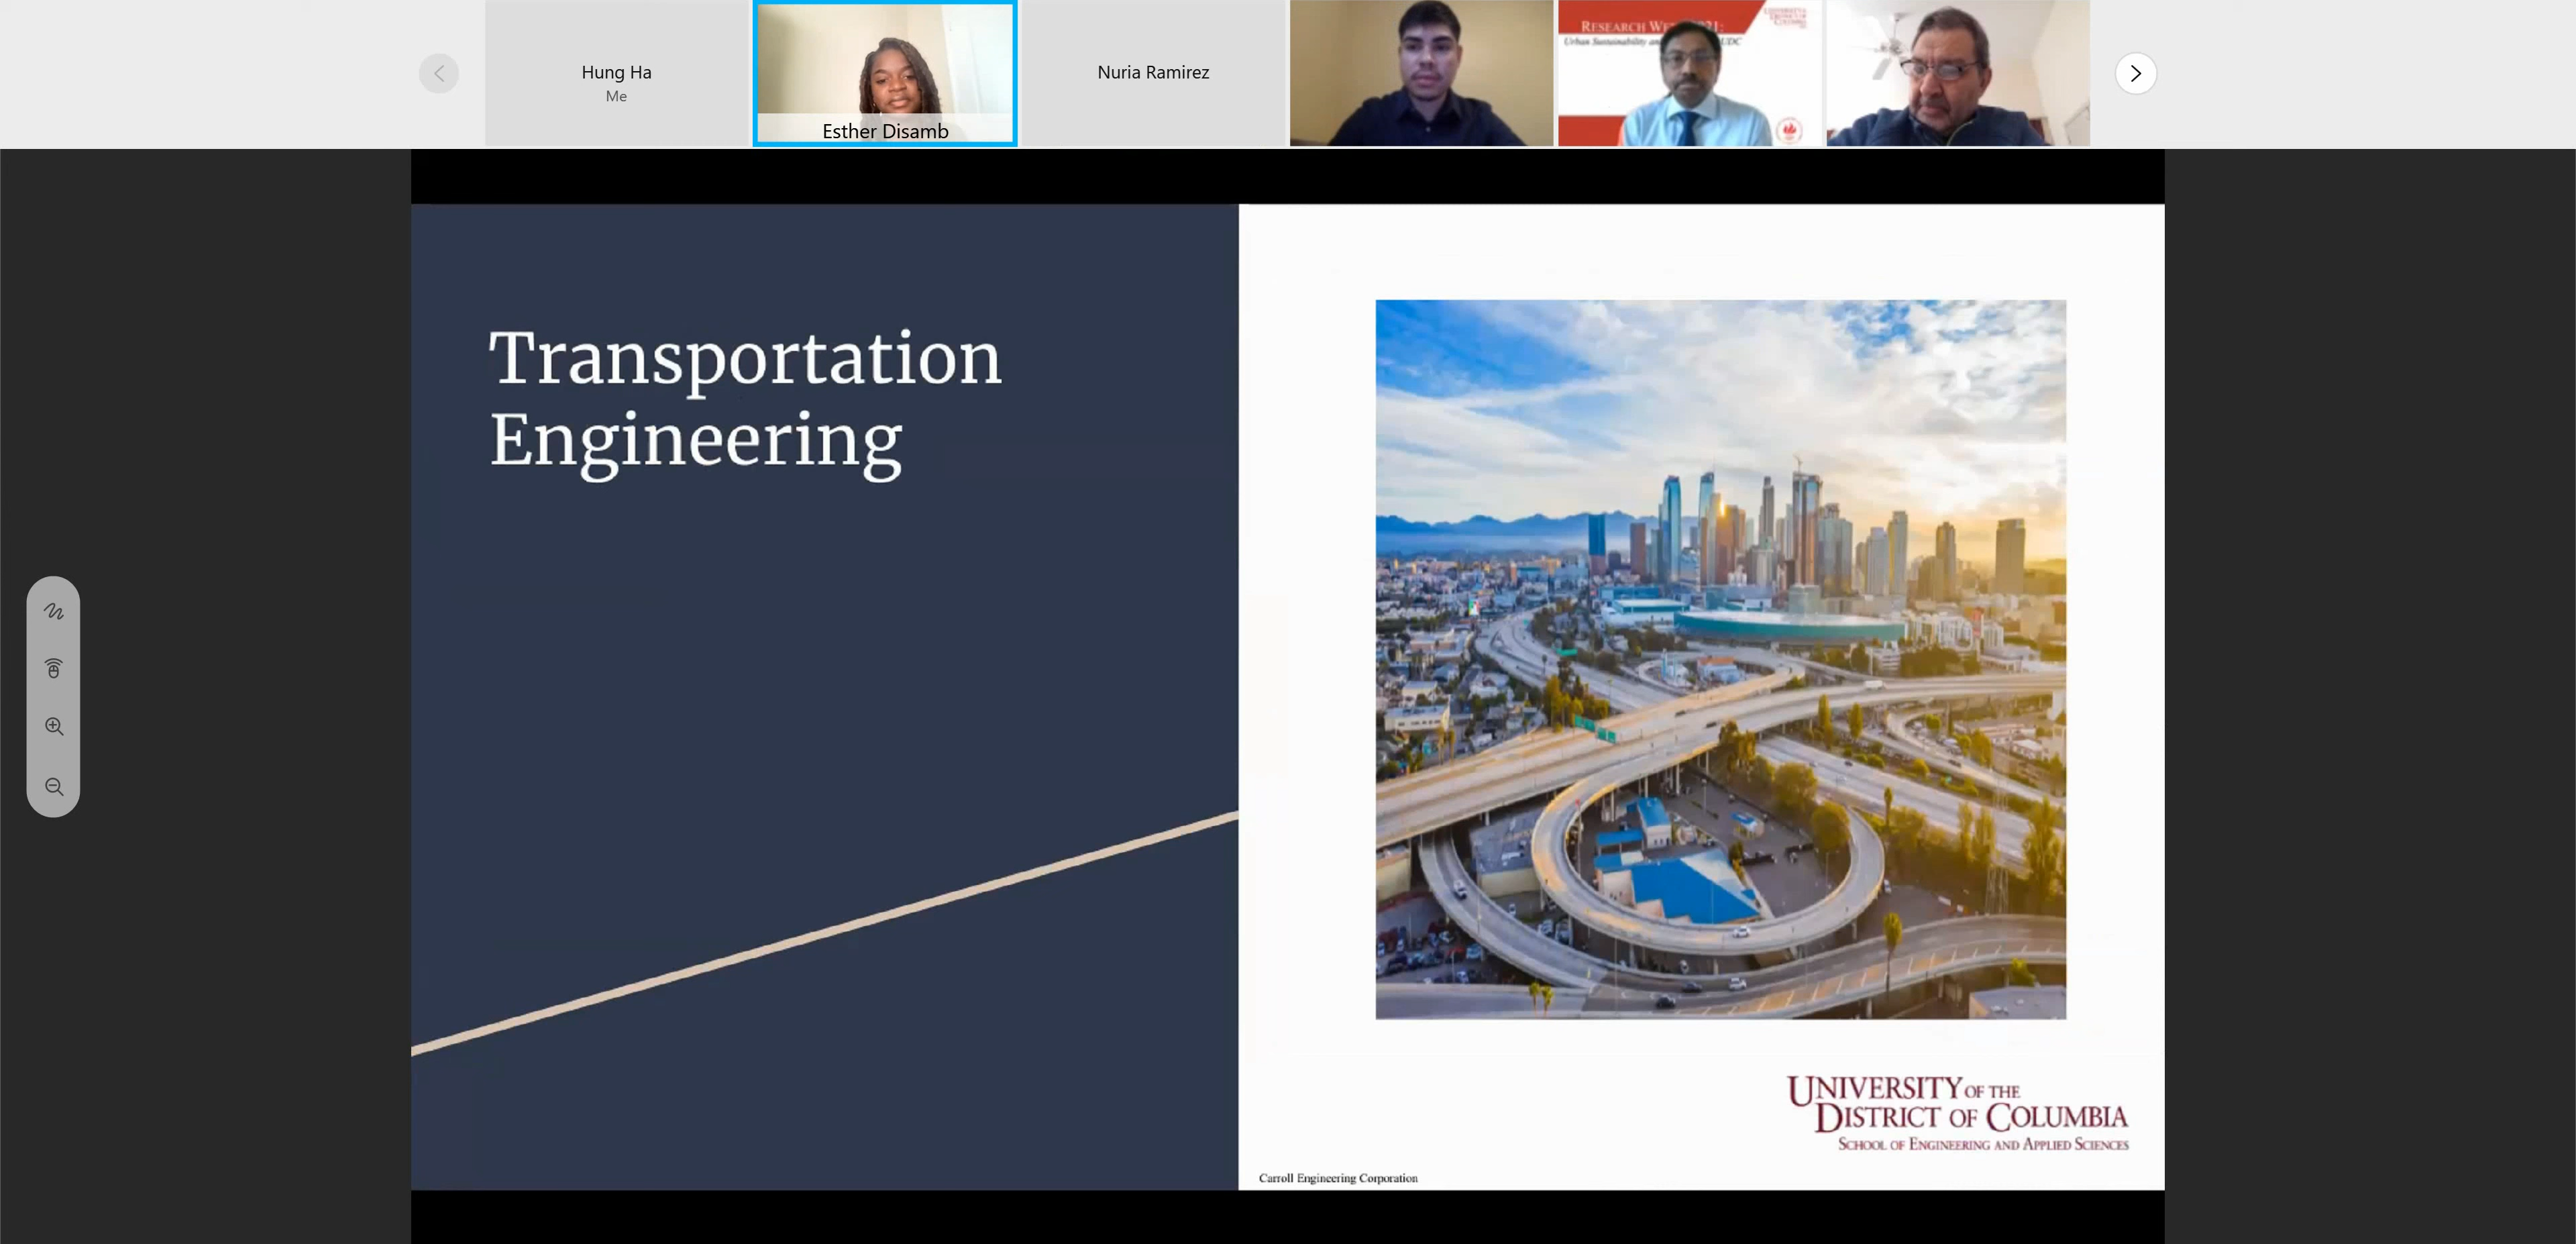 Hung Ha
Me
Esther Disamb
Nuria Ramirez
Transportation
Engineering
UNIVERSITY OF THE
DISTRICT OF COLUMBIA
SCHOOL OF ENGINEERING AND APPLIED SCIENCES
Carroll Engineering Corporation